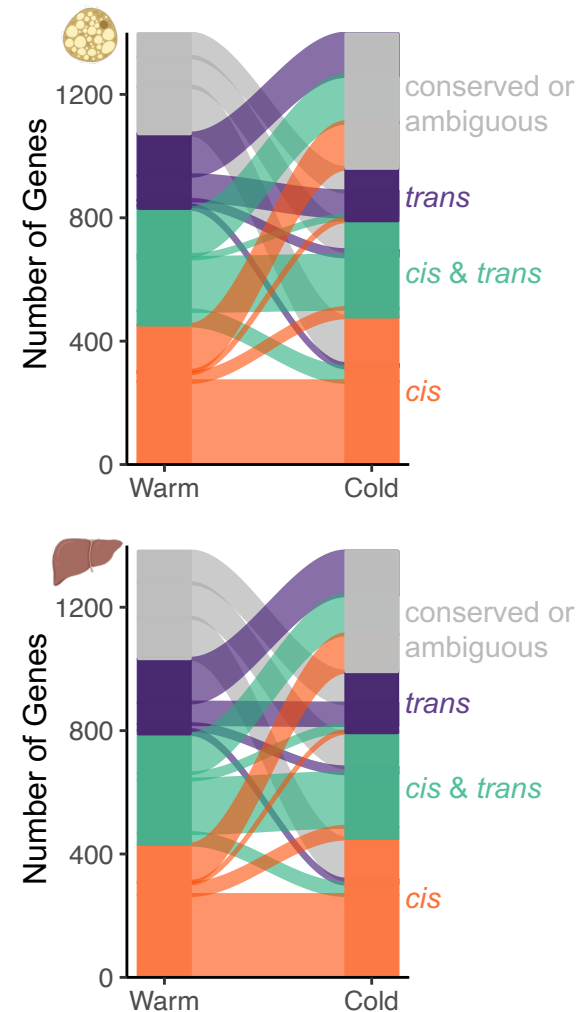 Number of Genes
1200
800
400
0
Warm
Cold
conserved or
ambiguous
trans
cis & trans
cis
Number of Genes
1200
800
400
0
Warm
Cold
conserved or
ambiguous
trans
cis & trans
cis